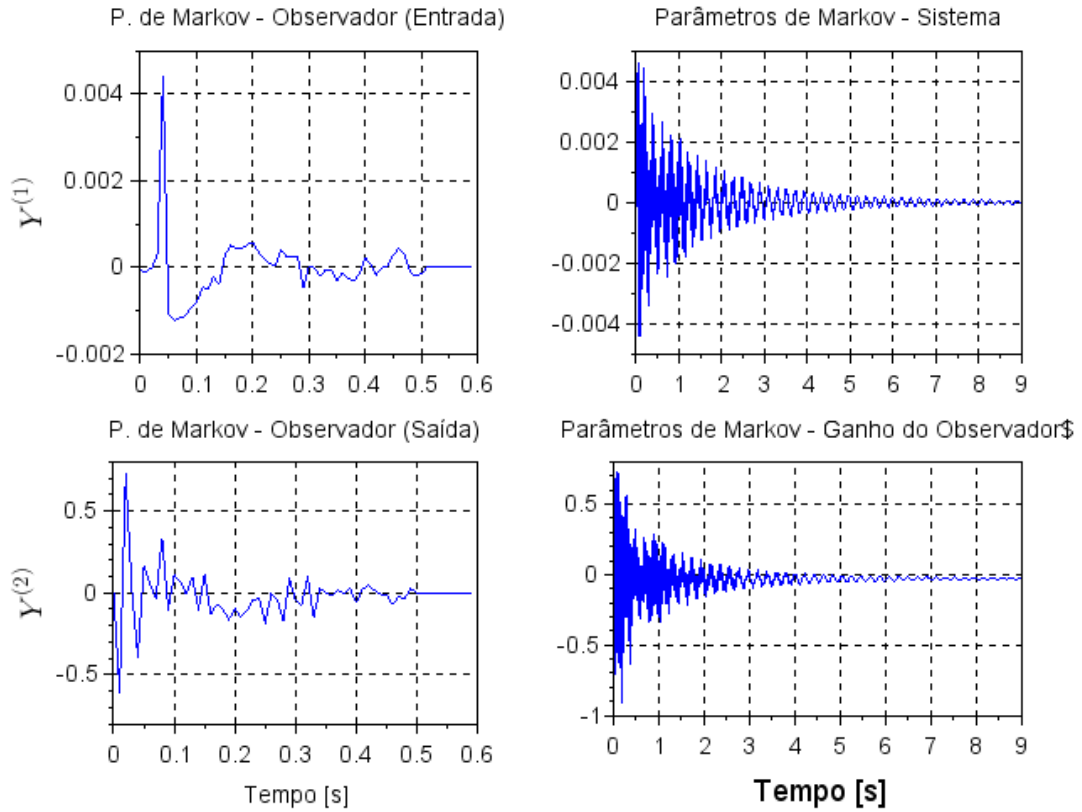 P. de Markov - Observador (Entrada)
0.004
0.002
0
-0.002
Y(1)
0 0.1 0.2 0.3 0.4 0.5 0.6
Parâmetros de Markov - Sistema
0.004
0.002
0
-0.002
-0.004
0 1 2 3 4 5 6 7 8 9
P. de Markov - Observador (Saída)
0.5
0
-0.5
Y(2)
0 0.1 0.2 0.3 0.4 0.5 0.6
Tempo [s]
Parâmetros de Markov - Ganho do Observador$
0.5
0
-0.5
-1
0 1 2 3 4 5 6 7 8 9
Tempo [s]